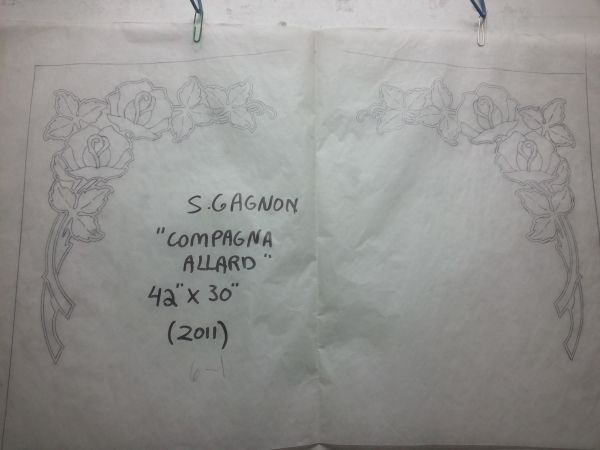 S. GAGNON
"COMPAGNA
ALLARD"
42" X 30"
(2011)